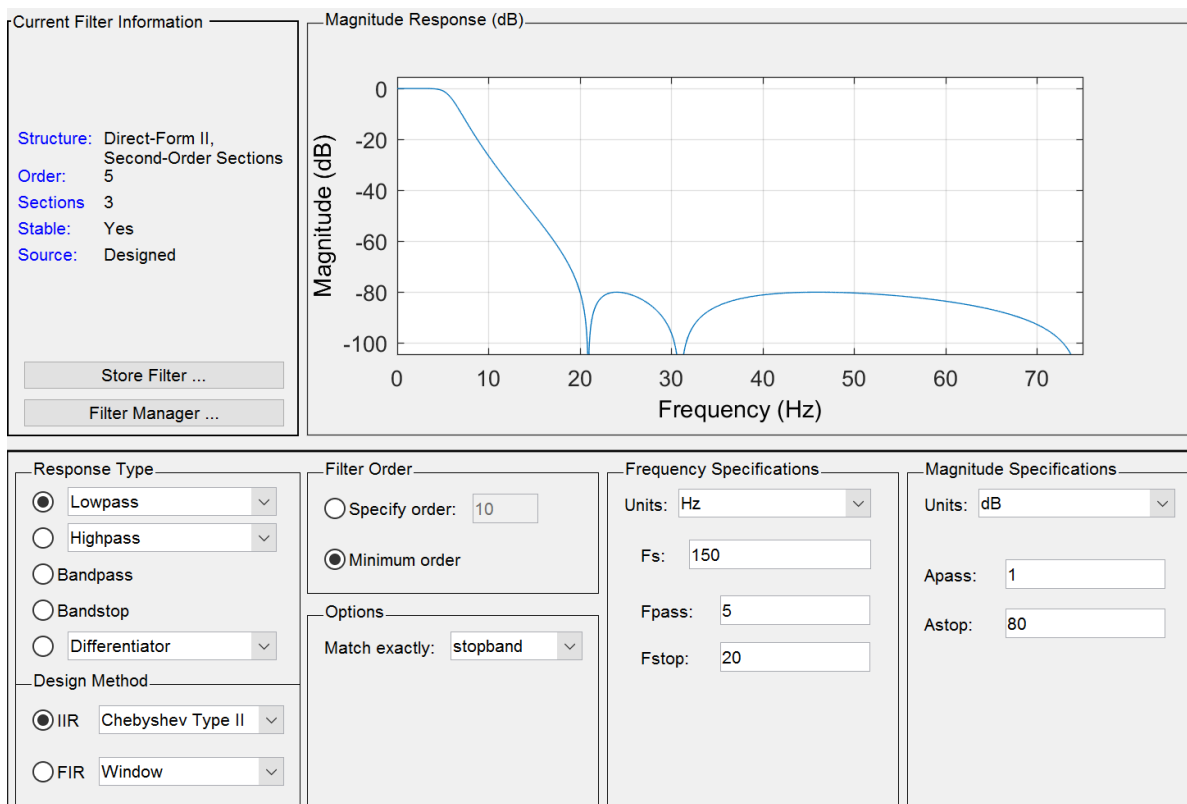 Current Filter Information
Structure: Direct-Form II,
Second-Order Sections
Order: 5
Sections 3
Stable: Yes
Source: Designed
Store Filter ...
Filter Manager ...
Magnitude Response (dB)
Magnitude (dB)
0
-20
-40
-60
-80
-100
0 10 20 30 40 50 60 70
Frequency (Hz)
Response Type
Lowpass
Highpass
Bandpass
Bandstop
Differentiator
Design Method
IIR Chebyshev Type II
FIR Window
Filter Order
Specify order: 10
Minimum order
Options
Match exactly: stopband
Frequency Specifications
Units: Hz
Fs: 150
Fpass: 5
Fstop: 20
Magnitude Specifications
Units: dB
Apass: 1
Astop: 80